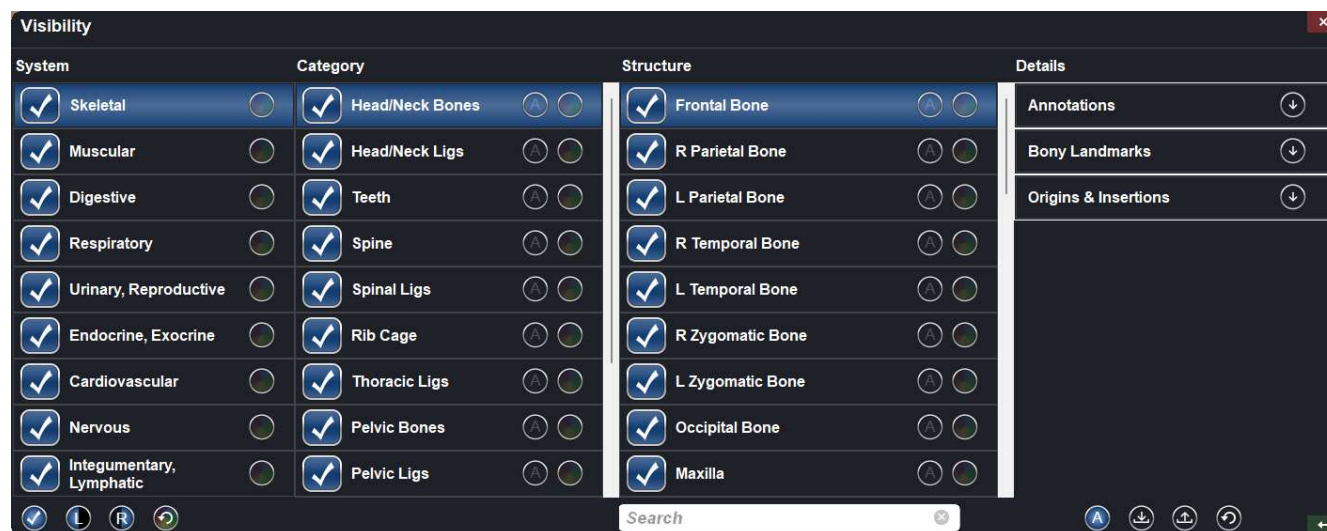 Visibility
System
Category
Structure
Details
Skeletal
Head/Neck Bones
A
Frontal Bone
A
Annotations
Muscular
Head/Neck Ligs
A
R Parietal Bone
A
Bony Landmarks
Digestive
Teeth
A
L Parietal Bone
A
Origins & Insertions
Respiratory
Spine
A
R Temporal Bone
A
Urinary, Reproductive
Spinal Ligs
A
L Temporal Bone
A
Endocrine, Exocrine
Rib Cage
A
R Zygomatic Bone
A
Cardiovascular
Thoracic Ligs
A
L Zygomatic Bone
A
Nervous
Pelvic Bones
A
Occipital Bone
A
Integumentary,
Lymphatic
Pelvic Ligs
A
Maxilla
A
L
R
Search
A